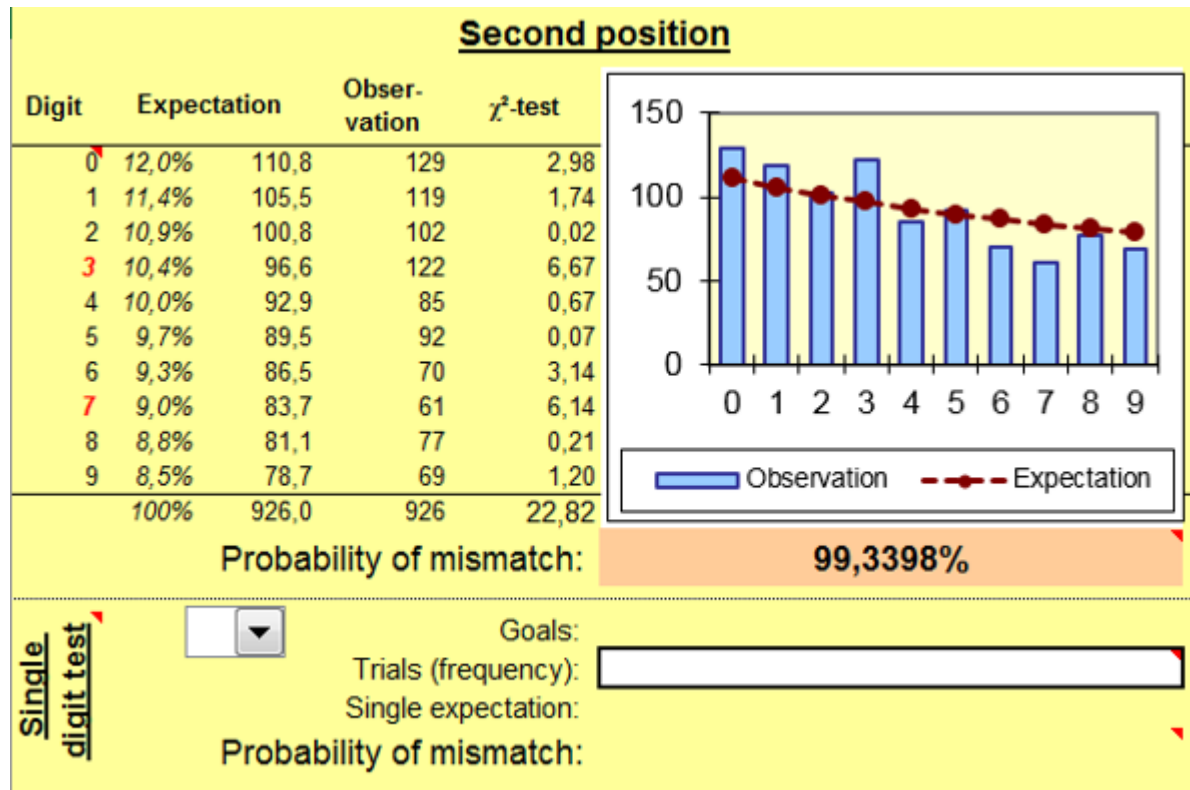 Second position
Digit Expectation Obser-vation χ²-test
0 12,0% 110,8 129 2,98
1 11,4% 105,5 119 1,74
2 10,9% 100,8 102 0,02
3 10,4% 96,6 122 6,67
4 10,0% 92,9 85 0,67
5 9,7% 89,5 92 0,07
6 9,3% 86,5 70 3,14
7 9,0% 83,7 61 6,14
8 8,8% 81,1 77 0,21
9 8,5% 78,7 69 1,20
100% 926,0 926 22,82
150
100
50
0
0 1 2 3 4 5 6 7 8 9
Observation Expectation
Probability of mismatch: 99,3398%
Single
digit test
Goals:
Trials (frequency):
Single expectation:
Probability of mismatch: